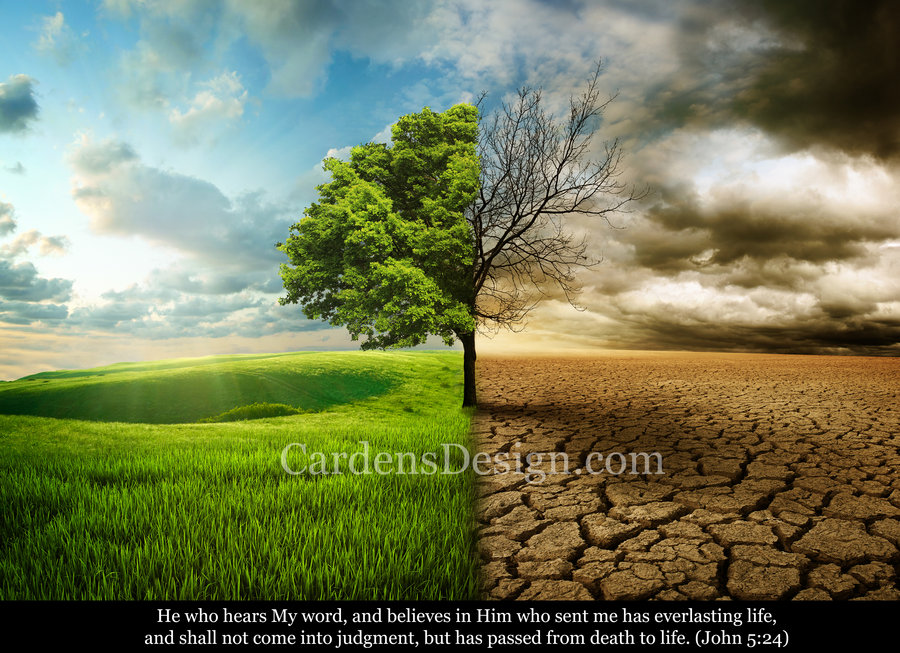 CardensDesign.com
He who hears My word, and believes in Him who sent me has everlasting life,
and shall not come into judgment, but has passed from death to life. (John 5:24)